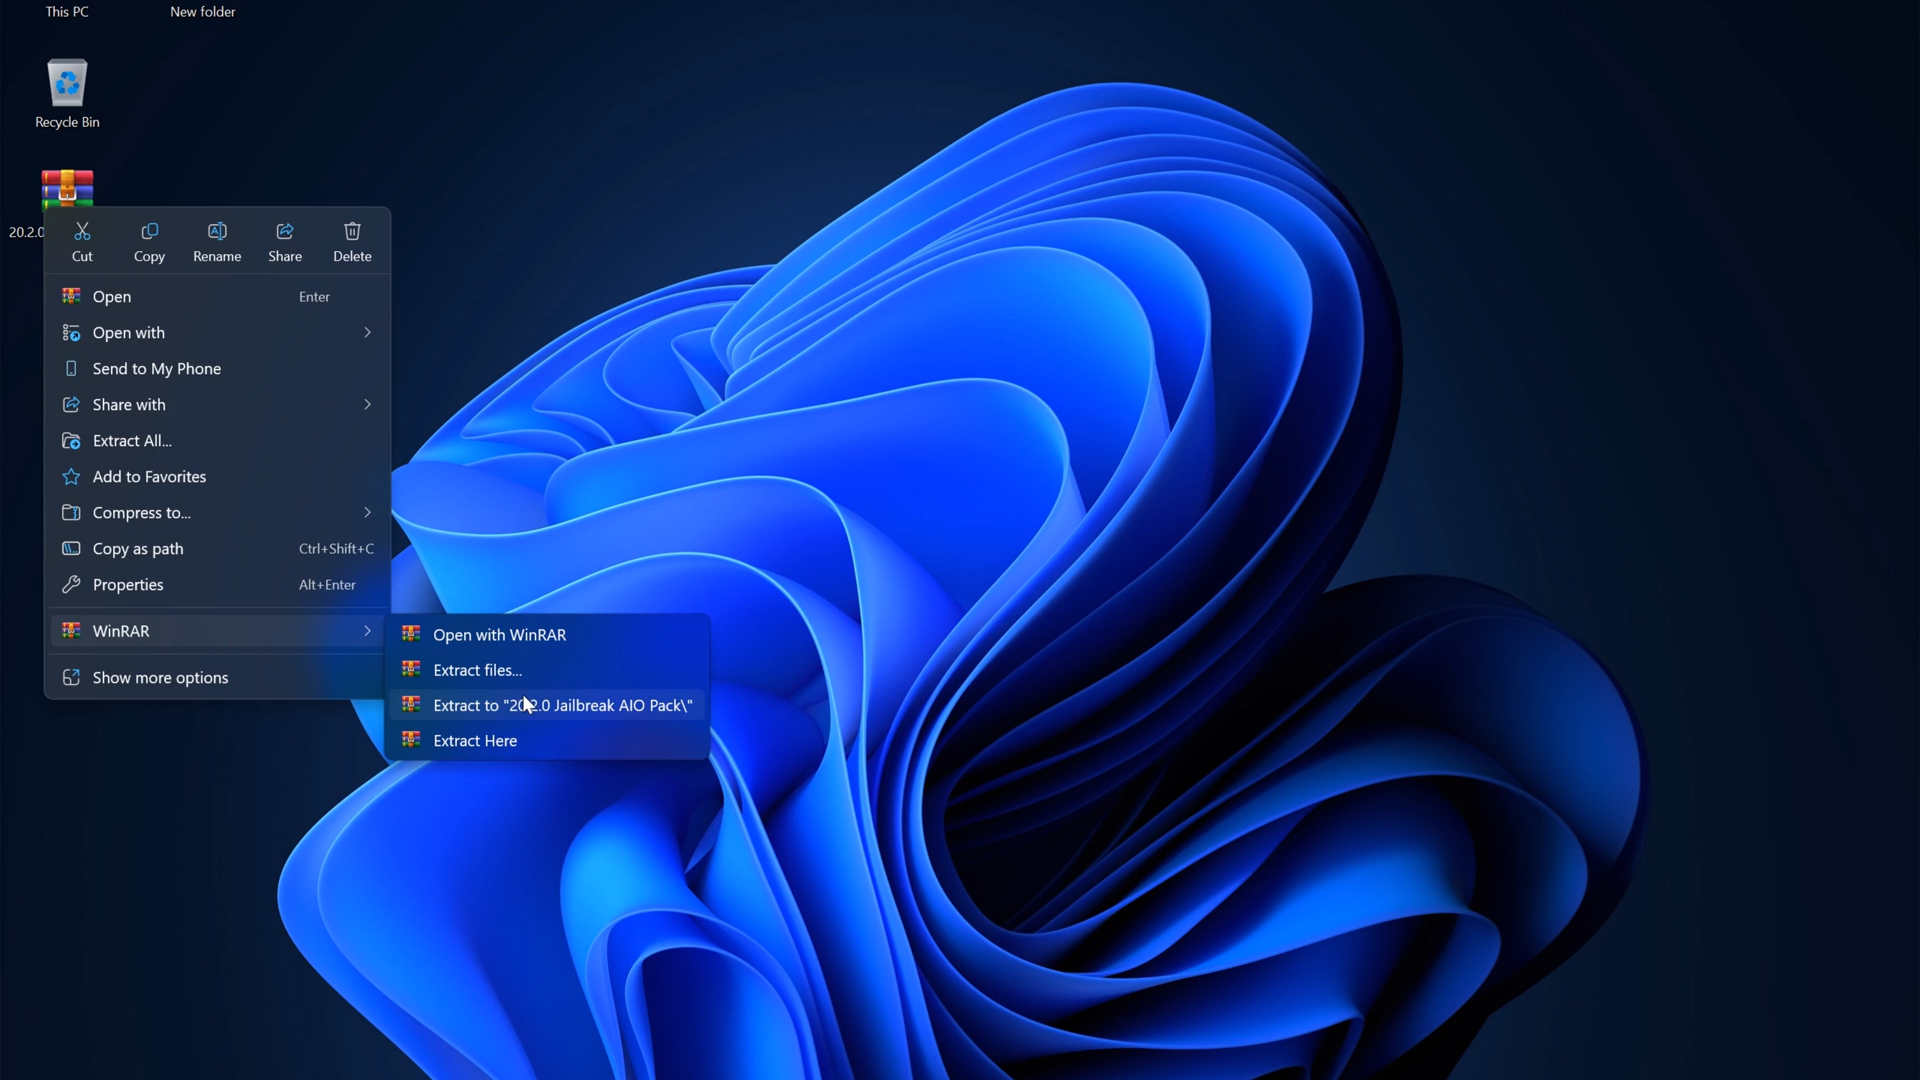 This PC
New folder
Recycle Bin
20.2.0
Cut
Copy
Rename
Share
Delete
Open Enter
Open with
Send to My Phone
Share with
Extract All...
Add to Favorites
Compress to...
Copy as path Ctrl+Shift+C
Properties Alt+Enter
WinRAR
Show more options
Open with WinRAR
Extract files...
Extract to "20.2.0 Jailbreak AIO Pack\"
Extract Here